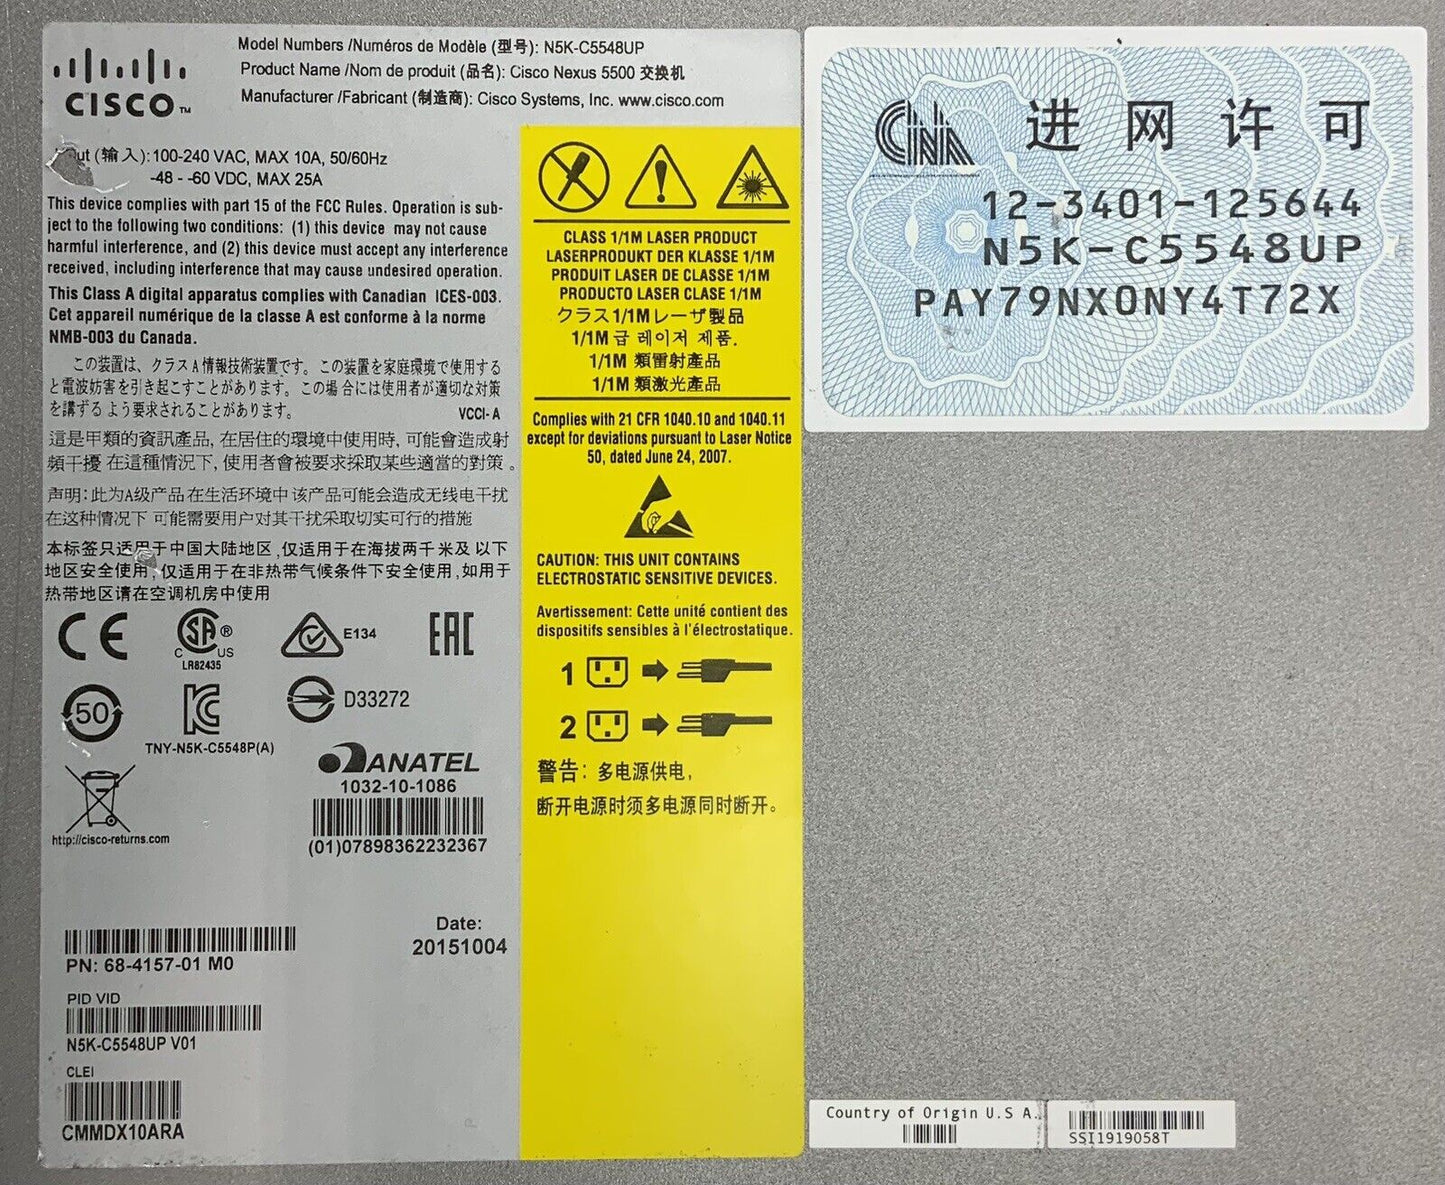 CISCO™
Model Numbers /Numéros de Modèle (型号): N5K-C5548UP
Product Name /Nom de produit (品名): Cisco Nexus 5500 交换机
Manufacturer /Fabricant (制造商): Cisco Systems, Inc. www.cisco.com
(输入): 100-240 VAC, MAX 10A, 50/60Hz
-48 - -60 VDC, MAX 25A
This device complies with part 15 of the FCC Rules. Operation is sub-
ject to the following two conditions: (1) this device may not cause
harmful interference, and (2) this device must accept any interference
received, including interference that may cause undesired operation.
This Class A digital apparatus complies with Canadian ICES-003.
Cet appareil numérique de la classe A est conforme à la norme
NMB-003 du Canada.
この装置は、クラスA情報技術装置です。この装置を家庭環境で使用する
と電波妨害を引き起こすことがあります。この場合には使用者が適切な対策
を講ずるよう要求されることがあります。
VCCI-A
這是甲類的資訊產品, 在居住的環境中使用時, 可能會造成射
頻干擾 在這種情況下, 使用者會被要求採取某些適當的對策。
声明: 此为A级产品 在生活环境中 该产品可能会造成无线电干扰
在这种情况下 可能需要用户对其干扰采取切实可行的措施
本标签只适用于中国大陆地区,仅适用于在海拔两千米及以下
地区安全使用,仅适用于在非热带气候条件下安全使用,如用于
热带地区请在空调机房中使用
CE
SA ®
C US
LR82435
E134
EAC
50
KC
D33272
TNY-N5K-C5548P(A)
ANATEL
1032-10-1086
(01)07898362232367
http://cisco-returns.com
Date:
20151004
PN: 68-4157-01 M0
PID VID
N5K-C5548UP V01
CLEI
CMMDX10ARA
CLASS 1/1M LASER PRODUCT
LASERPRODUKT DER KLASSE 1/1M
PRODUIT LASER DE CLASSE 1/1M
PRODUCTO LASER CLASE 1/1M
クラス1/1Mレーザ製品
1/1M 급 레이저 제품.
1/1M 類雷射產品
1/1M 類激光產品
Complies with 21 CFR 1040.10 and 1040.11
except for deviations pursuant to Laser Notice
50, dated June 24, 2007.
CAUTION: THIS UNIT CONTAINS
ELECTROSTATIC SENSITIVE DEVICES.
Avertissement: Cette unité contient des
dispositifs sensibles à l'électrostatique.
1
2
警告: 多电源供电,
断开电源时须多电源同时断开。
CNA 进网许可
12-3401-125644
N5K-C5548UP
PAY79NX0NY4T72X
Country of Origin U.S A.
SSI1919058T